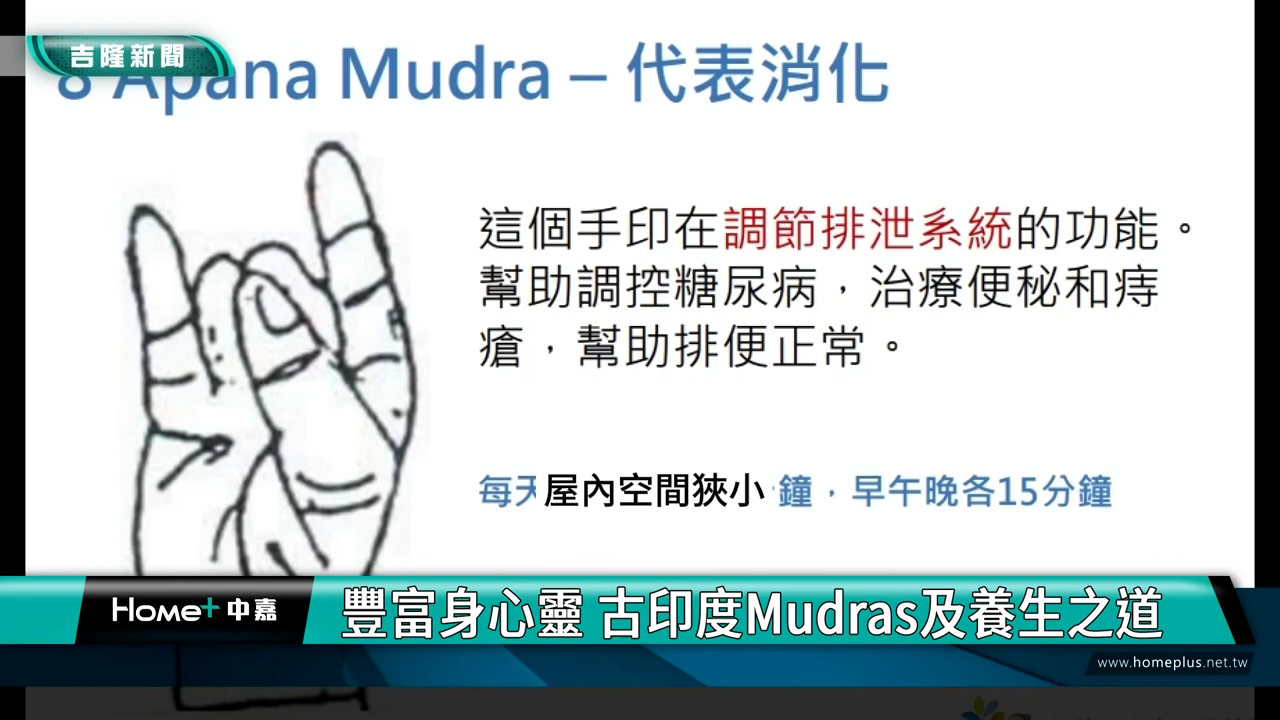 吉隆新聞
8 Apana Mudra – 代表消化
這個手印在調節排泄系統的功能。
幫助調控糖尿病，治療便秘和痔
瘡，幫助排便正常。
每天屋內空間狹小鐘，早午晚各15分鐘
Home+中嘉
豐富身心靈 古印度Mudras及養生之道
www.homeplus.net.tw